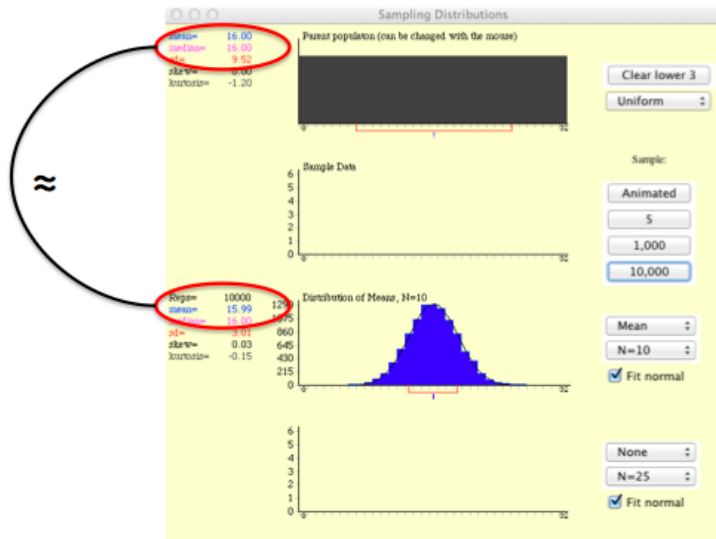 Sampling Distributions
mean= 16.00
median= 16.00
sd= 9.52
skew= 0.00
kurtosis= -1.20
Parent populaton (can be changed with the mouse)
0 32
Clear lower 3
Uniform
≈
Sample Data
6
5
4
3
2
1
0
0 32
Sample:
Animated
5
1,000
10,000
Reps= 10000
mean= 15.99
median= 16.00
sd= 3.01
skew= 0.03
kurtosis= -0.15
Distribution of Means, N=10
1290
1075
860
645
430
215
0
0 32
Mean
N=10
Fit normal
6
5
4
3
2
1
0
0 32
None
N=25
Fit normal